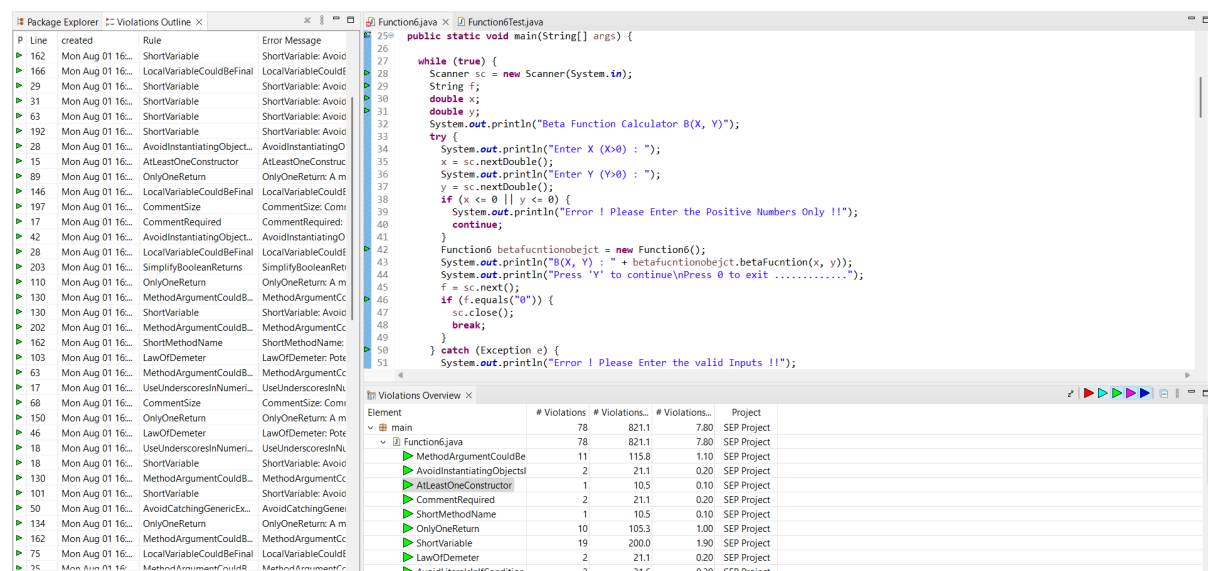 Package Explorer Violations Outline
P Line created Rule Error Message
162 Mon Aug 01 16:... ShortVariable ShortVariable: Avoid
166 Mon Aug 01 16:... LocalVariableCouldBeFinal LocalVariableCouldE
29 Mon Aug 01 16:... ShortVariable ShortVariable: Avoid
31 Mon Aug 01 16:... ShortVariable ShortVariable: Avoid
63 Mon Aug 01 16:... ShortVariable ShortVariable: Avoid
192 Mon Aug 01 16:... ShortVariable ShortVariable: Avoid
28 Mon Aug 01 16:... AvoidInstantiatingObject... AvoidInstantiatingO
15 Mon Aug 01 16:... AtLeastOneConstructor AtLeastOneConstruc
89 Mon Aug 01 16:... OnlyOneReturn OnlyOneReturn: A m
146 Mon Aug 01 16:... LocalVariableCouldBeFinal LocalVariableCouldE
197 Mon Aug 01 16:... CommentSize CommentSize: Comr
17 Mon Aug 01 16:... CommentRequired CommentRequired:
42 Mon Aug 01 16:... AvoidInstantiatingObject... AvoidInstantiatingO
28 Mon Aug 01 16:... LocalVariableCouldBeFinal LocalVariableCouldE
203 Mon Aug 01 16:... SimplifyBooleanReturns SimplifyBooleanRet
110 Mon Aug 01 16:... OnlyOneReturn OnlyOneReturn: A m
130 Mon Aug 01 16:... MethodArgumentCouldB... MethodArgumentCc
130 Mon Aug 01 16:... ShortVariable ShortVariable: Avoid
202 Mon Aug 01 16:... MethodArgumentCouldB... MethodArgumentCc
162 Mon Aug 01 16:... ShortMethodName ShortMethodName:
103 Mon Aug 01 16:... LawOfDemeter LawOfDemeter: Pote
63 Mon Aug 01 16:... MethodArgumentCouldB... MethodArgumentCc
17 Mon Aug 01 16:... UseUnderscoresInNumeri... UseUnderscoresInNu
68 Mon Aug 01 16:... CommentSize CommentSize: Comr
150 Mon Aug 01 16:... OnlyOneReturn OnlyOneReturn: A m
46 Mon Aug 01 16:... LawOfDemeter LawOfDemeter: Pote
18 Mon Aug 01 16:... UseUnderscoresInNumeri... UseUnderscoresInNu
18 Mon Aug 01 16:... ShortVariable ShortVariable: Avoid
130 Mon Aug 01 16:... MethodArgumentCouldB... MethodArgumentCc
101 Mon Aug 01 16:... ShortVariable ShortVariable: Avoid
50 Mon Aug 01 16:... AvoidCatchingGenericEx... AvoidCatchingGene
134 Mon Aug 01 16:... OnlyOneReturn OnlyOneReturn: A m
162 Mon Aug 01 16:... MethodArgumentCouldB... MethodArgumentCc
75 Mon Aug 01 16:... LocalVariableCouldBeFinal LocalVariableCouldE
25 Mon Aug 01 16:... MethodArgumentCouldB... MethodArgumentCc
Function6.java Function6Test.java
25 public static void main(String[] args) {
26
27 while (true) {
28 Scanner sc = new Scanner(System.in);
29 String f;
30 double x;
31 double y;
32 System.out.println("Beta Function Calculator B(X, Y)");
33 try {
34 System.out.println("Enter X (X>0) : ");
35 x = sc.nextDouble();
36 System.out.println("Enter Y (Y>0) : ");
37 y = sc.nextDouble();
38 if (x <= 0 || y <= 0) {
39 System.out.println("Error ! Please Enter the Positive Numbers Only !!");
40 continue;
41 }
42 Function6 betafucntionobejct = new Function6();
43 System.out.println("B(X, Y) : " + betafucntionobejct.betaFucntion(x, y));
44 System.out.println("Press 'Y' to continue\nPress 0 to exit .............");
45 f = sc.next();
46 if (f.equals("0")) {
47 sc.close();
48 break;
49 }
50 } catch (Exception e) {
51 System.out.println("Error ! Please Enter the valid Inputs !!");
Violations Overview
Element # Violations # Violations... # Violations... Project
main 78 821.1 7.80 SEP Project
Function6.java 78 821.1 7.80 SEP Project
MethodArgumentCouldBe 11 115.8 1.10 SEP Project
AvoidInstantiatingObjectsI 2 21.1 0.20 SEP Project
AtLeastOneConstructor 1 10.5 0.10 SEP Project
CommentRequired 2 21.1 0.20 SEP Project
ShortMethodName 1 10.5 0.10 SEP Project
OnlyOneReturn 10 105.3 1.00 SEP Project
ShortVariable 19 200.0 1.90 SEP Project
LawOfDemeter 2 21.1 0.20 SEP Project